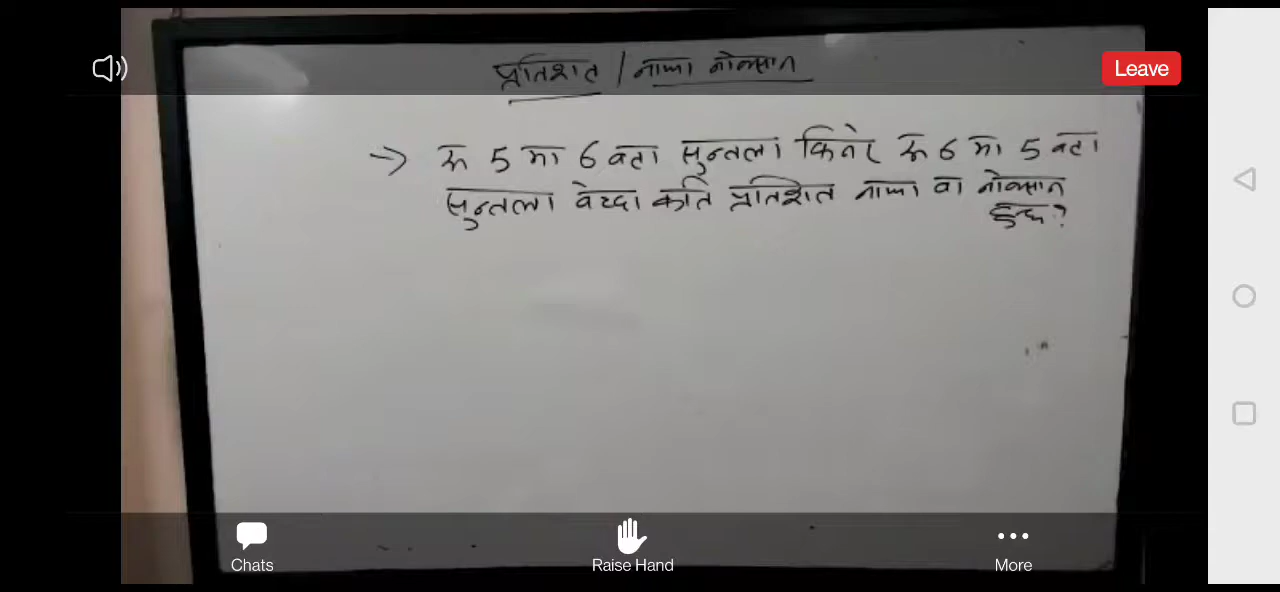 प्रतिशत / नाफा नोक्सान
Leave
→ रू 5 मा 6 वटा सुन्तला किनेर रू 6 मा 5 वटा
सुन्तला बेच्दा कति प्रतिशत नाफा वा नोक्सान
हुन्छ?
Chats
Raise Hand
More